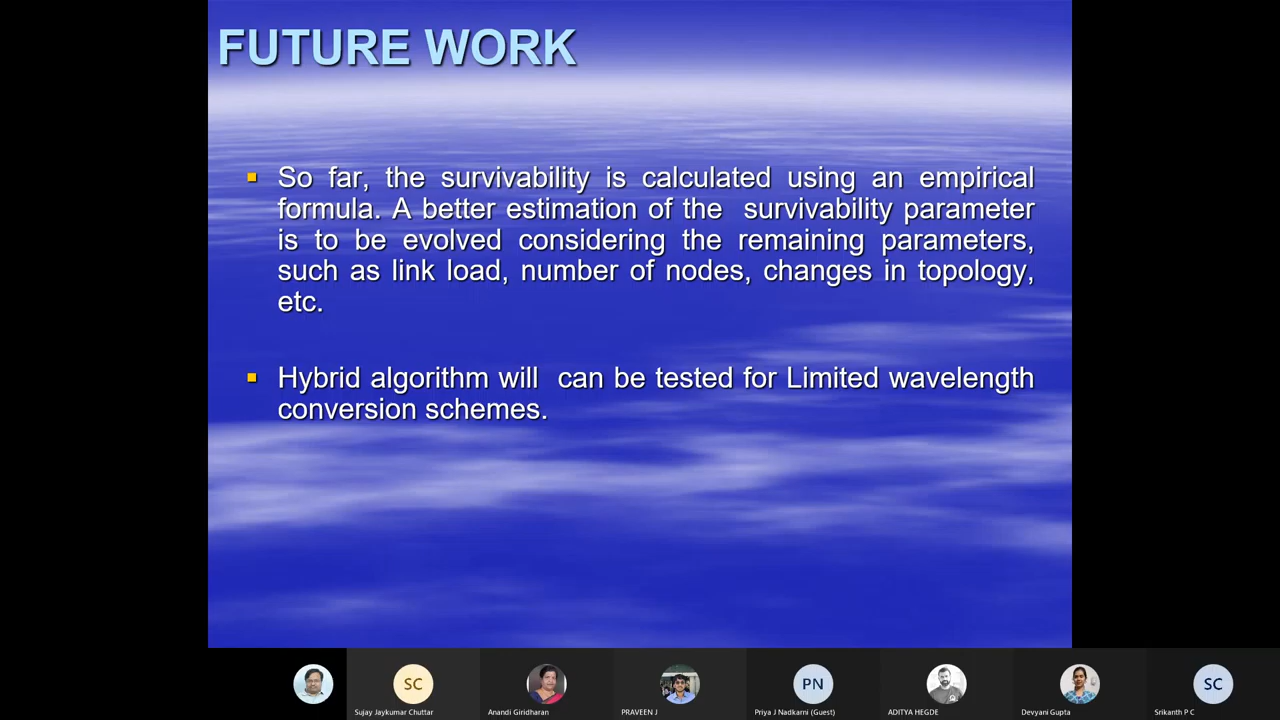 FUTURE WORK
So far, the survivability is calculated using an empirical
formula. A better estimation of the survivability parameter
is to be evolved considering the remaining parameters,
such as link load, number of nodes, changes in topology,
etc.
Hybrid algorithm will can be tested for Limited wavelength
conversion schemes.
SC
PN
SC
Sujay Jaykumar Chuttar
Anandi Giridharan
PRAVEEN J
Priya J Nadkarni (Guest)
ADITYA HEGDE
Devyani Gupta
Srikanth P C